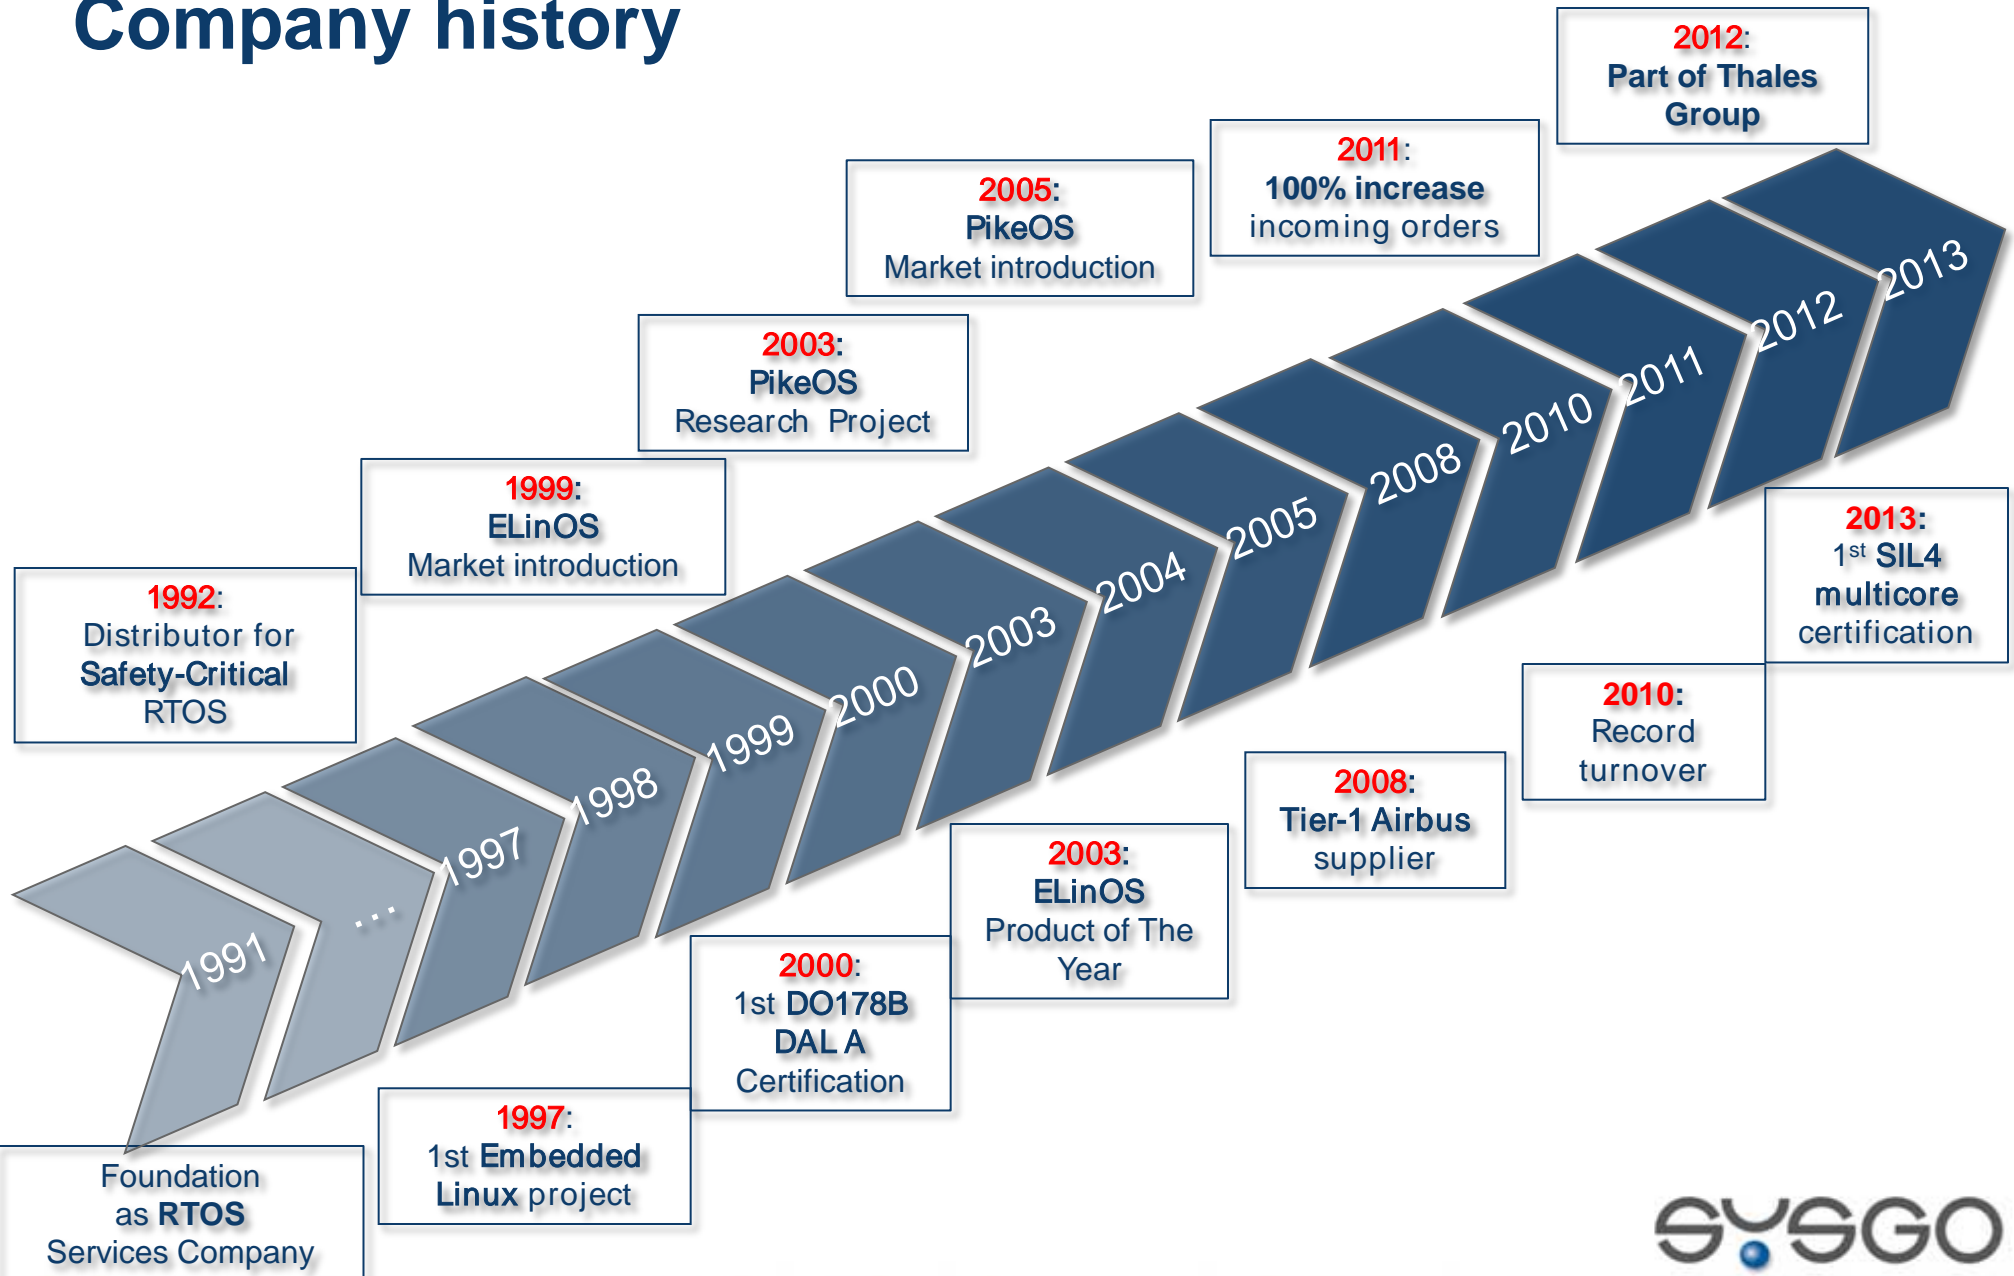 Company history
2012:
Part of Thales
Group
2011:
100% increase
incoming orders
2005:
PikeOS
Market introduction
2003:
PikeOS
Research Project
1999:
ELinOS
Market introduction
1992:
Distributor for
Safety-Critical
RTOS
1991
...
1997
1998
1999
2000
2003
2004
2005
2008
2010
2011
2012
2013
2013:
1st SIL4
multicore
certification
2010:
Record
turnover
2008:
Tier-1 Airbus
supplier
2003:
ELinOS
Product of The
Year
2000:
1st DO178B
DAL A
Certification
1997:
1st Embedded
Linux project
Foundation
as RTOS
Services Company
SYSGO